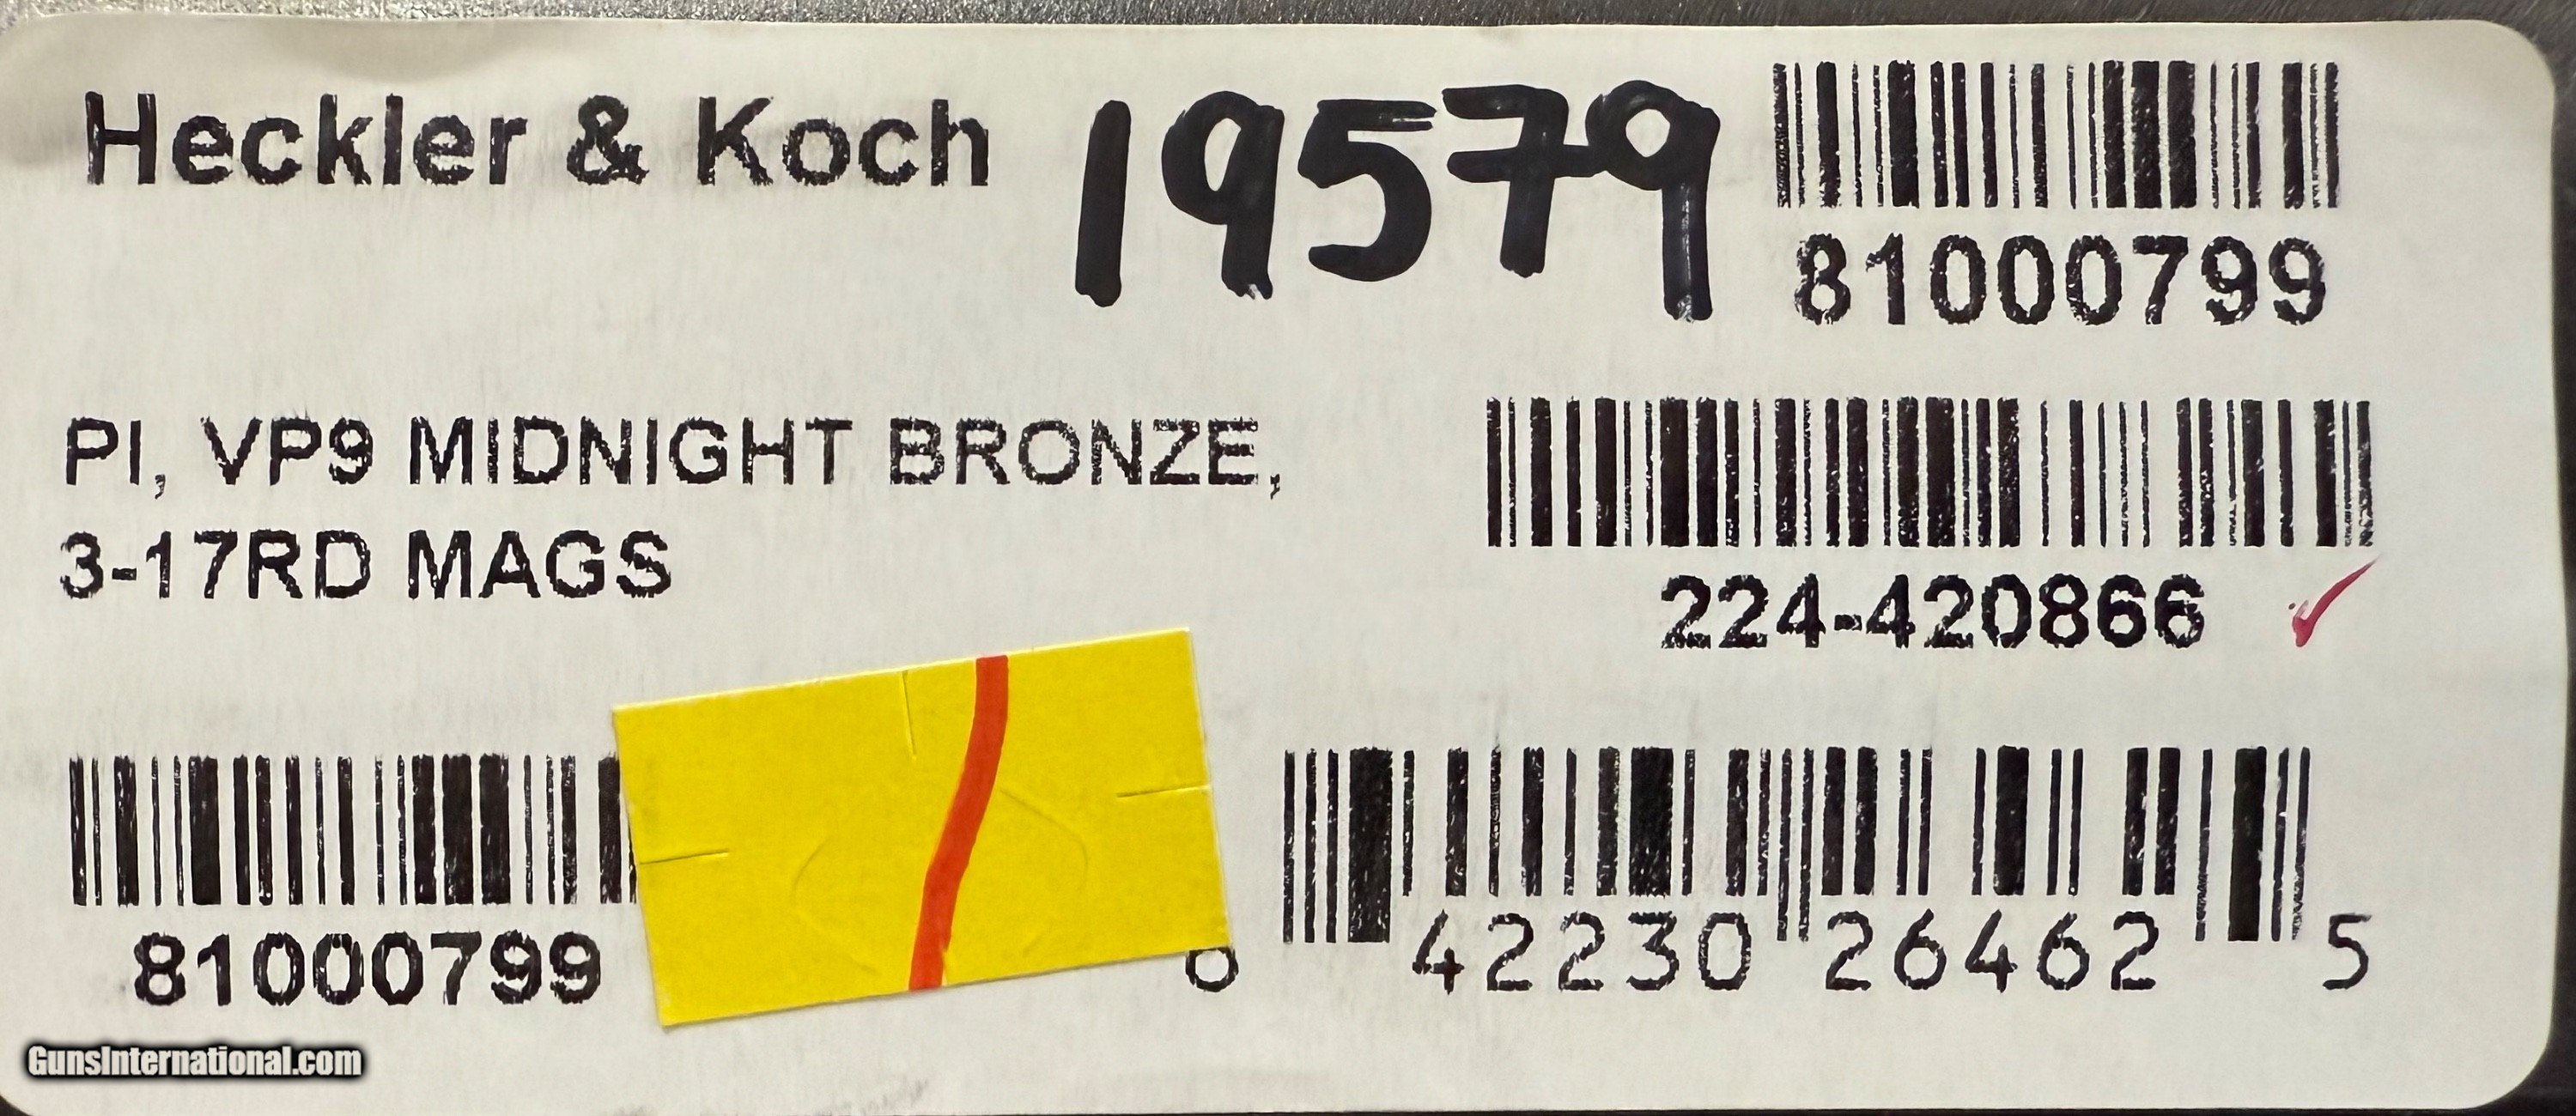 Heckler & Koch
19579
81000799
PI, VP9 MIDNIGHT BRONZE,
3-17RD MAGS
224-420866
81000799
0 42230 26462 5
GunsInternational.com